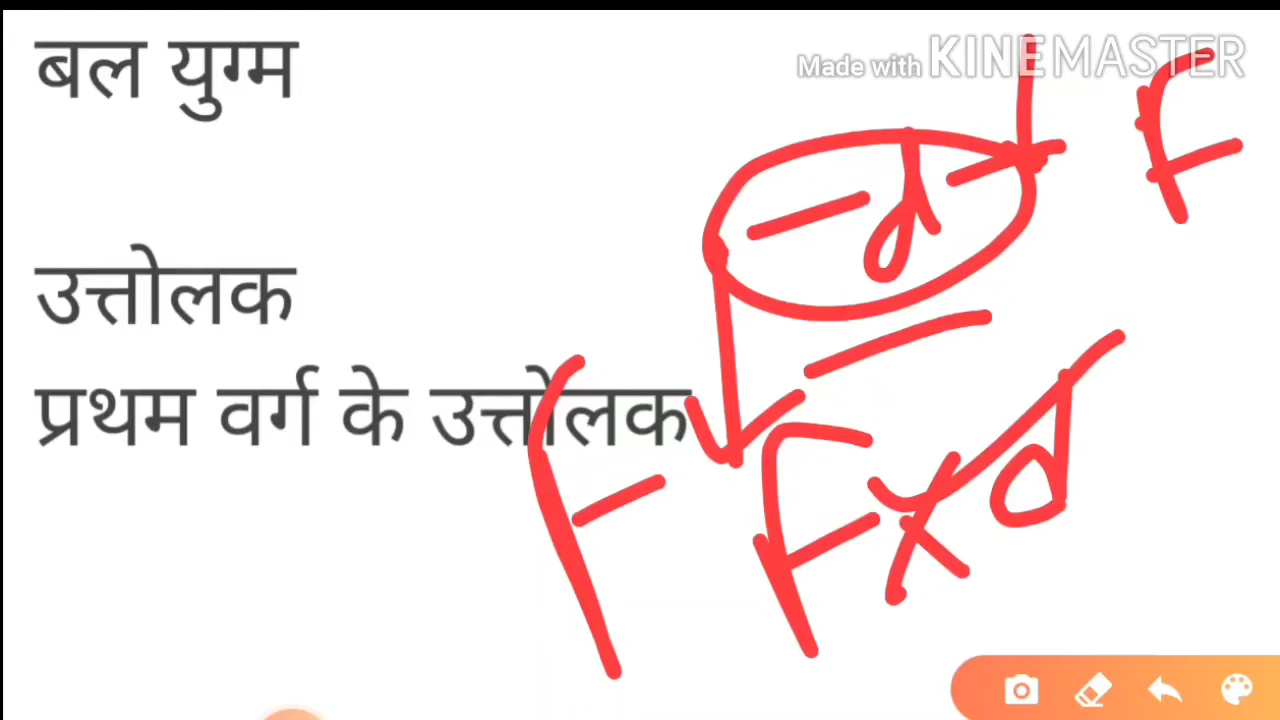 बल युग्म
Made with KINEMASTER
F
d
उत्तोलक
प्रथम वर्ग के उत्तोलक
F
F x d